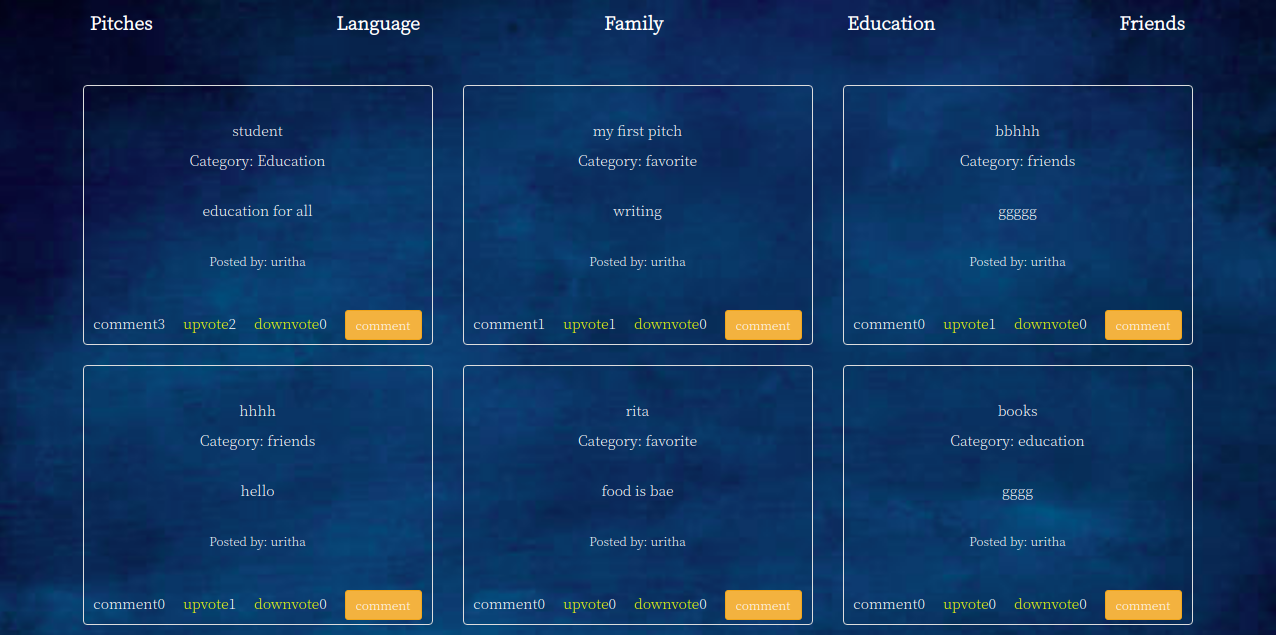 Pitches Language Family Education Friends
student
Category: Education
education for all
Posted by: uritha
comment3 upvote2 downvote0 comment
my first pitch
Category: favorite
writing
Posted by: uritha
comment1 upvote1 downvote0 comment
bbhhh
Category: friends
ggggg
Posted by: uritha
comment0 upvote1 downvote0 comment
hhhh
Category: friends
hello
Posted by: uritha
comment0 upvote1 downvote0 comment
rita
Category: favorite
food is bae
Posted by: uritha
comment0 upvote0 downvote0 comment
books
Category: education
gggg
Posted by: uritha
comment0 upvote0 downvote0 comment